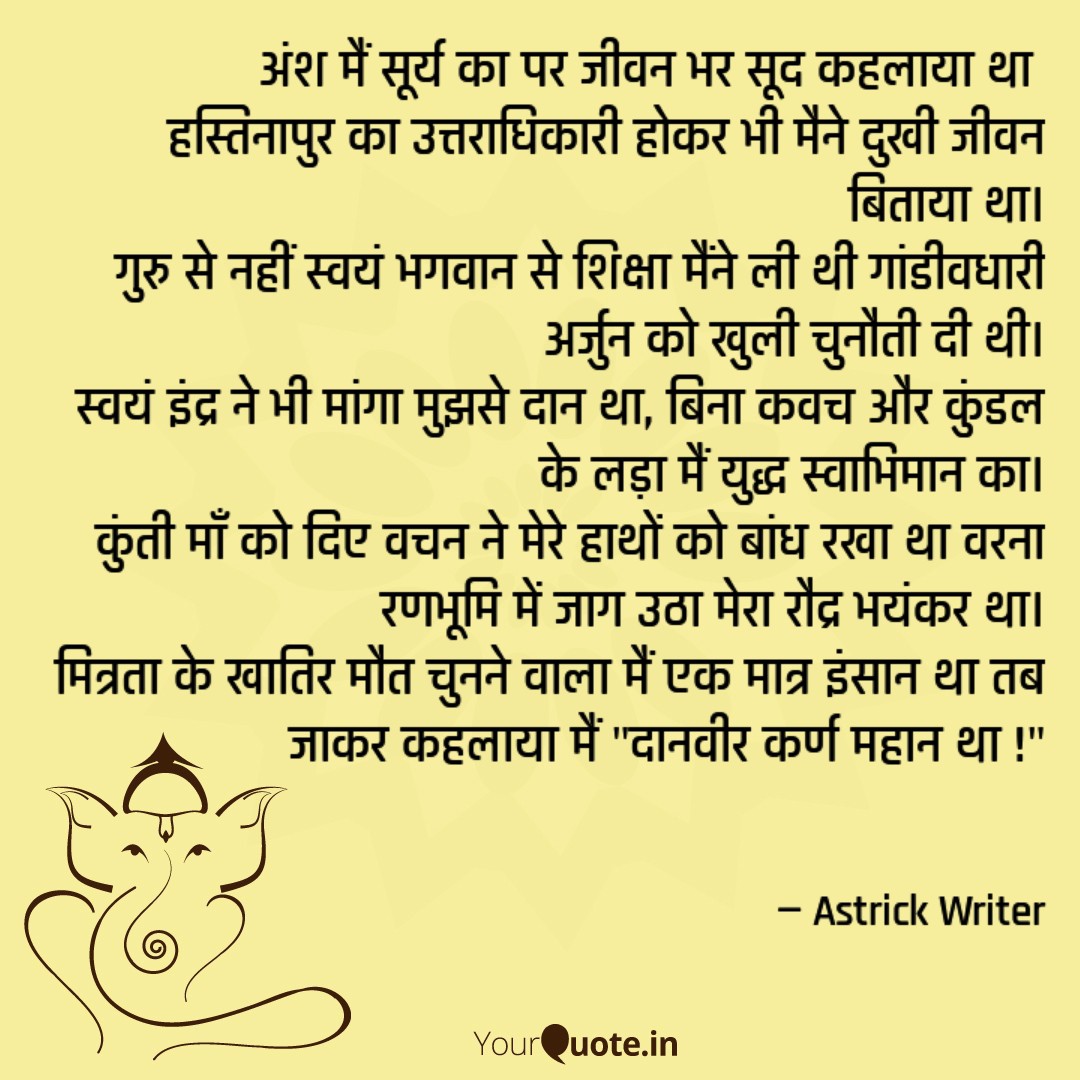 अंश मैं सूर्य का पर जीवन भर सूद कहलाया था
हस्तिनापुर का उत्तराधिकारी होकर भी मैने दुखी जीवन
बिताया था।
गुरु से नहीं स्वयं भगवान से शिक्षा मैंने ली थी गांडीवधारी
अर्जुन को खुली चुनौती दी थी।
स्वयं इंद्र ने भी मांगा मुझसे दान था, बिना कवच और कुंडल
के लड़ा मैं युद्ध स्वाभिमान का।
कुंती माँ को दिए वचन ने मेरे हाथों को बांध रखा था वरना
रणभूमि में जाग उठा मेरा रौद्र भयंकर था।
मित्रता के खातिर मौत चुनने वाला मैं एक मात्र इंसान था तब
जाकर कहलाया मैं "दानवीर कर्ण महान था !"
– Astrick Writer
YourQuote.in